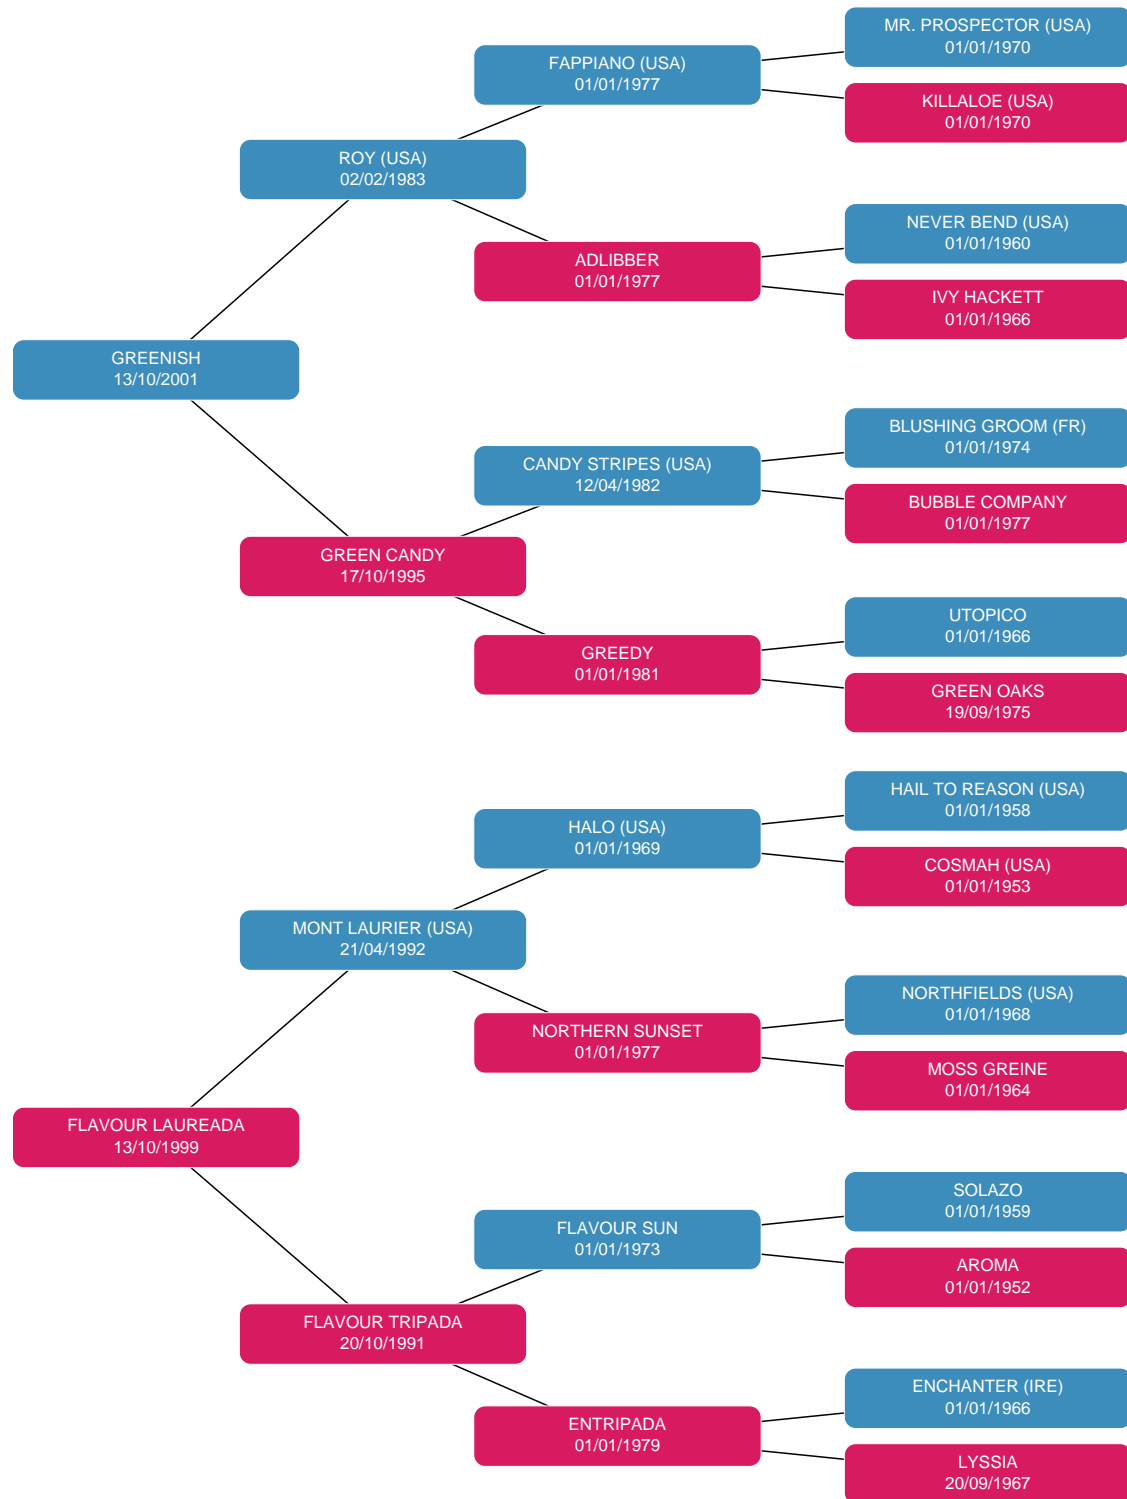 MR. PROSPECTOR (USA)
01/01/1970
FAPPIANO (USA)
01/01/1977
KILLALOE (USA)
01/01/1970
ROY (USA)
02/02/1983
NEVER BEND (USA)
01/01/1960
ADLIBBER
01/01/1977
IVY HACKETT
01/01/1966
GREENISH
13/10/2001
BLUSHING GROOM (FR)
01/01/1974
CANDY STRIPES (USA)
12/04/1982
BUBBLE COMPANY
01/01/1977
GREEN CANDY
17/10/1995
UTOPICO
01/01/1966
GREEDY
01/01/1981
GREEN OAKS
19/09/1975
HAIL TO REASON (USA)
01/01/1958
HALO (USA)
01/01/1969
COSMAH (USA)
01/01/1953
MONT LAURIER (USA)
21/04/1992
NORTHFIELDS (USA)
01/01/1968
NORTHERN SUNSET
01/01/1977
MOSS GREINE
01/01/1964
FLAVOUR LAUREADA
13/10/1999
SOLAZO
01/01/1959
FLAVOUR SUN
01/01/1973
AROMA
01/01/1952
FLAVOUR TRIPADA
20/10/1991
ENCHANTER (IRE)
01/01/1966
ENTRIPADA
01/01/1979
LYSSIA
20/09/1967